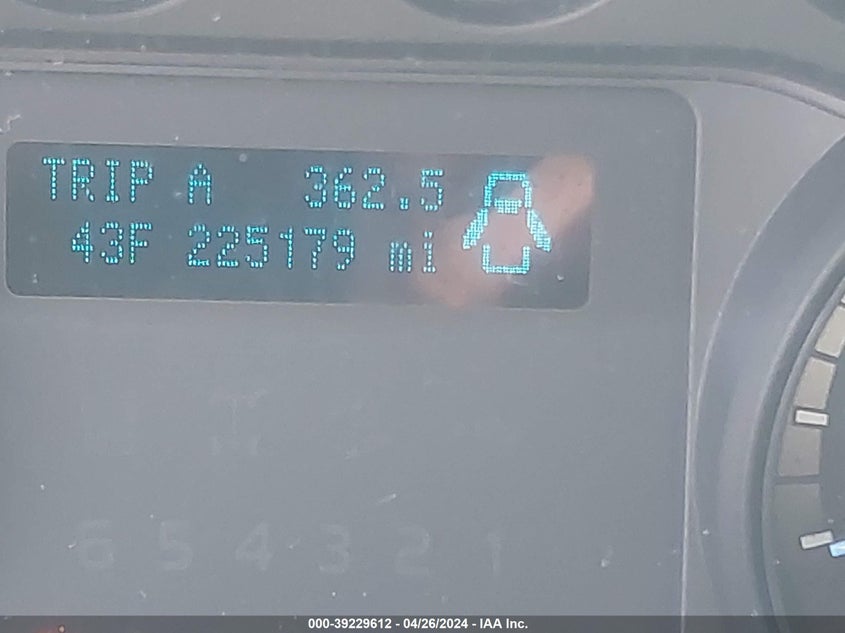 TRIP A 362.5
43F 225179 mi
6 5 4 3 2 1
000-39229612 - 04/26/2024 - IAA Inc.